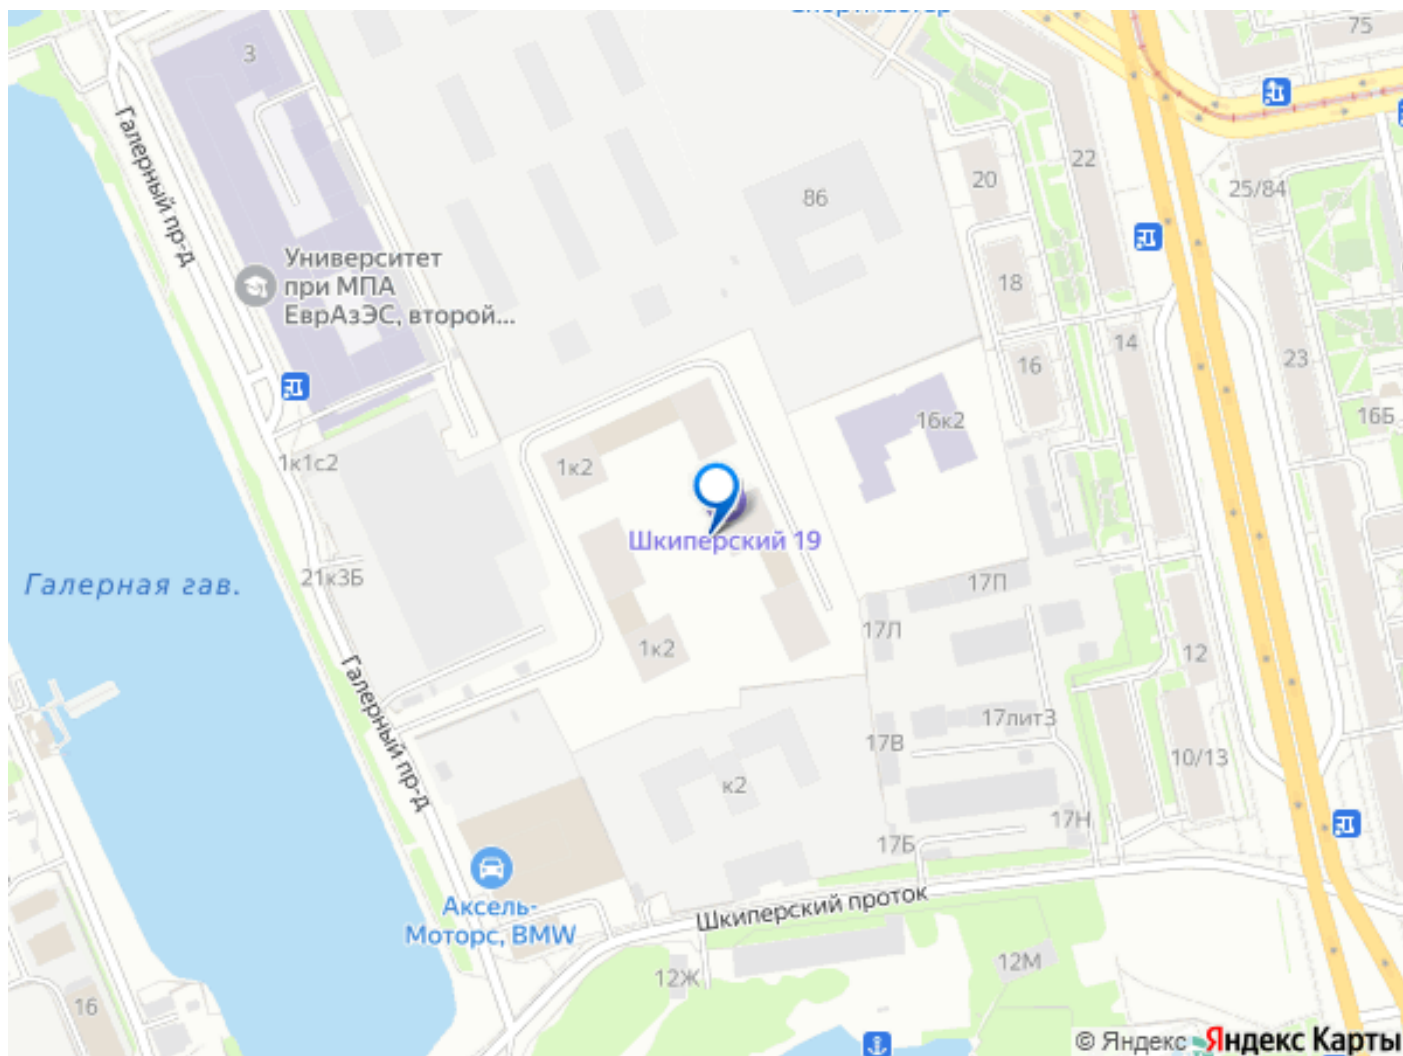 Спортмастер
75
3
Галерный пр-д
22
20
86
25/84
Университет
при МПА
ЕврАзЭС, второй...
18
14
16
23
16Б
16к2
1к1с2
1к2
Шкиперский 19
21к3Б
Галерная гав.
17П
17Л
1к2
12
Галерный пр-д
17лит3
17В
10/13
к2
17Н
17Б
Аксель-
Моторс, BMW
Шкиперский проток
12Ж
12М
16
© Яндекс Яндекс Карты